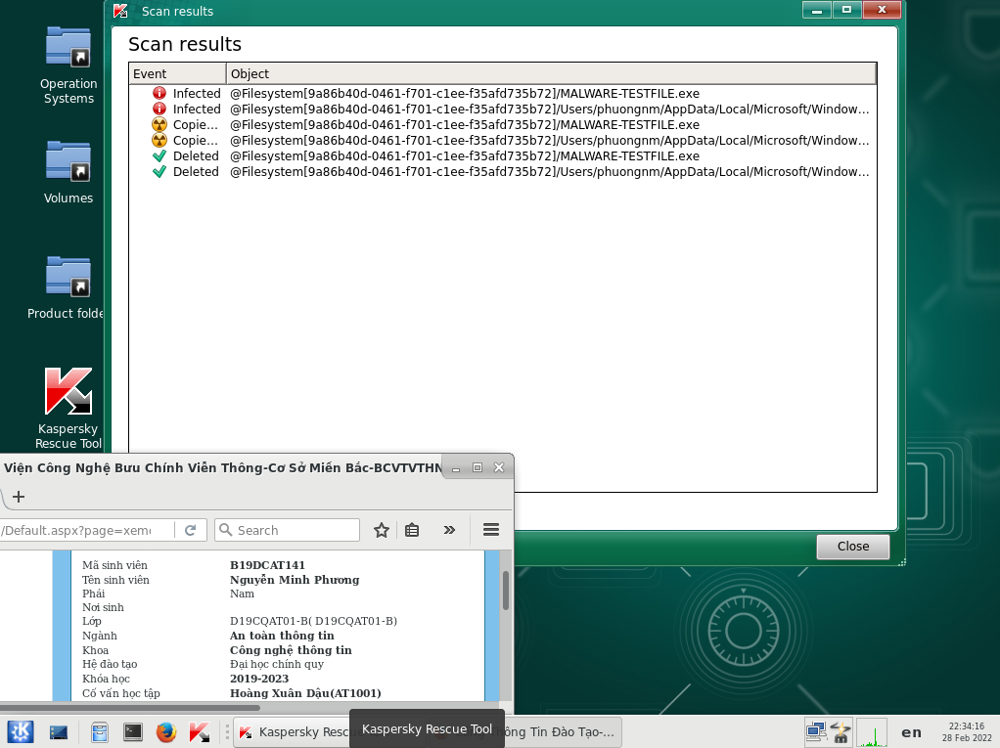 Scan results
Scan results
Event Object
Infected @Filesystem[9a86b40d-0461-f701-c1ee-f35afd735b72]/MALWARE-TESTFILE.exe
Infected @Filesystem[9a86b40d-0461-f701-c1ee-f35afd735b72]/Users/phuongnm/AppData/Local/Microsoft/Window...
Copie... @Filesystem[9a86b40d-0461-f701-c1ee-f35afd735b72]/MALWARE-TESTFILE.exe
Copie... @Filesystem[9a86b40d-0461-f701-c1ee-f35afd735b72]/Users/phuongnm/AppData/Local/Microsoft/Window...
Deleted @Filesystem[9a86b40d-0461-f701-c1ee-f35afd735b72]/MALWARE-TESTFILE.exe
Deleted @Filesystem[9a86b40d-0461-f701-c1ee-f35afd735b72]/Users/phuongnm/AppData/Local/Microsoft/Window...
Close
Operation
Systems
Volumes
Product folde
Kaspersky
Rescue Tool
Viện Công Nghệ Bưu Chính Viễn Thông-Cơ Sở Miền Bắc-BCVTVTHN
/Default.aspx?page=xem
Search
Mã sinh viên B19DCAT141
Tên sinh viên Nguyễn Minh Phương
Phái Nam
Nơi sinh
Lớp D19CQAT01-B( D19CQAT01-B)
Ngành An toàn thông tin
Khoa Công nghệ thông tin
Hệ đào tạo Đại học chính quy
Khóa học 2019-2023
Cố vấn học tập Hoàng Xuân Dậu(AT1001)
Kaspersky Rescu
Kaspersky Rescue Tool
Thông Tin Đào Tạo-...
en
22:34:16
28 Feb 2022